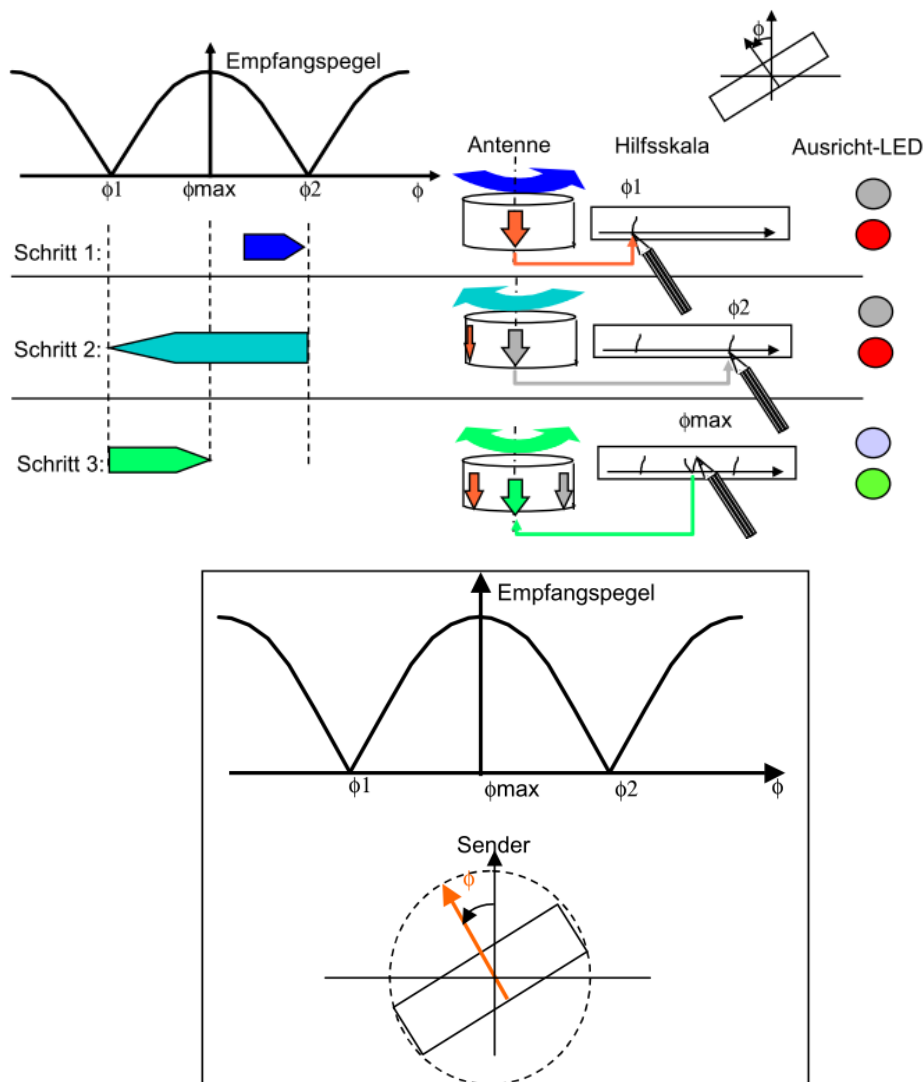 Empfangspegel
ϕ
ϕ1 ϕmax ϕ2 ϕ
Antenne Hilfsskala Ausricht-LED
ϕ1
Schritt 1:
ϕ2
Schritt 2:
ϕmax
Schritt 3:
Empfangspegel
ϕ1 ϕmax ϕ2 ϕ
Sender
ϕ